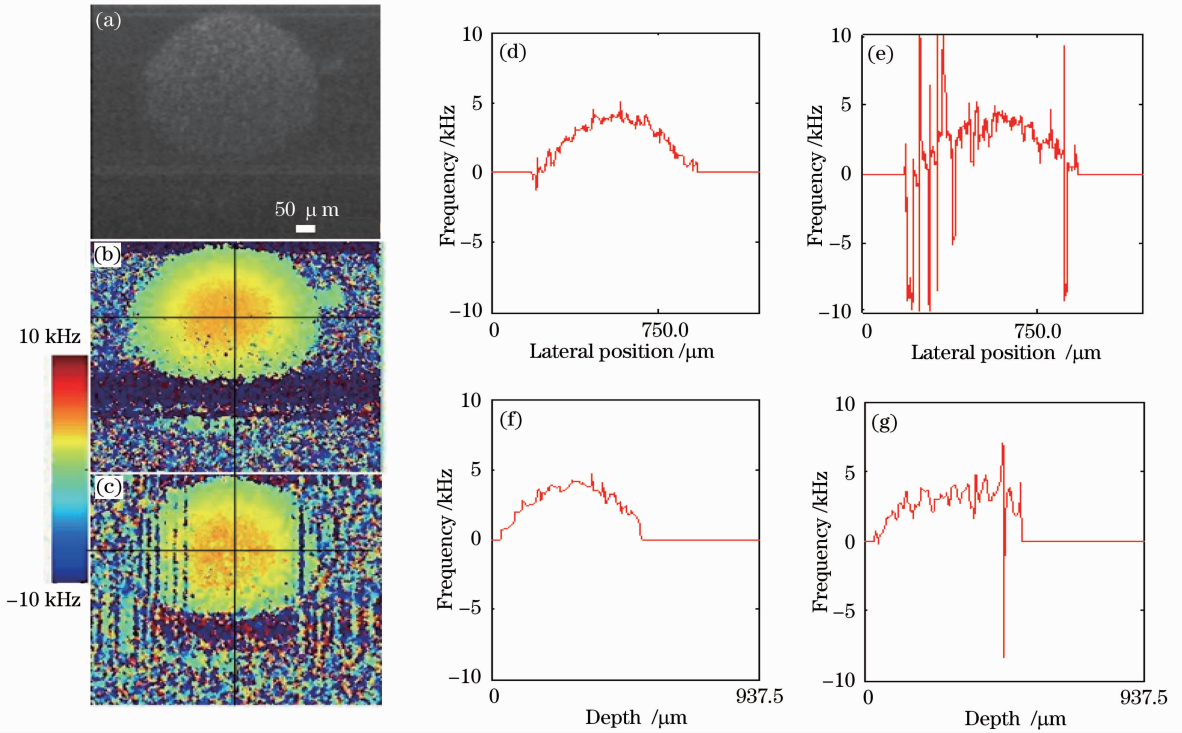 (a)
50 μm
(b)
10 kHz
(c)
−10 kHz
(d)
10
5
0
−5
−10
Frequency /kHz
0
750.0
Lateral position /μm
(e)
10
5
0
−5
−10
Frequency /kHz
0
750.0
Lateral position /μm
(f)
10
5
0
−5
−10
Frequency /kHz
0
937.5
Depth /μm
(g)
10
5
0
−5
−10
Frequency /kHz
0
937.5
Depth /μm